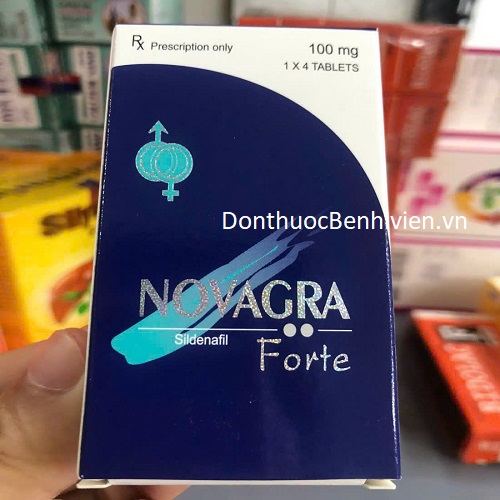 Rx Prescription only
100 mg
1 X 4 TABLETS
DonthuocBenhvien.vn
NOVAGRA
Sildenafil
Forte